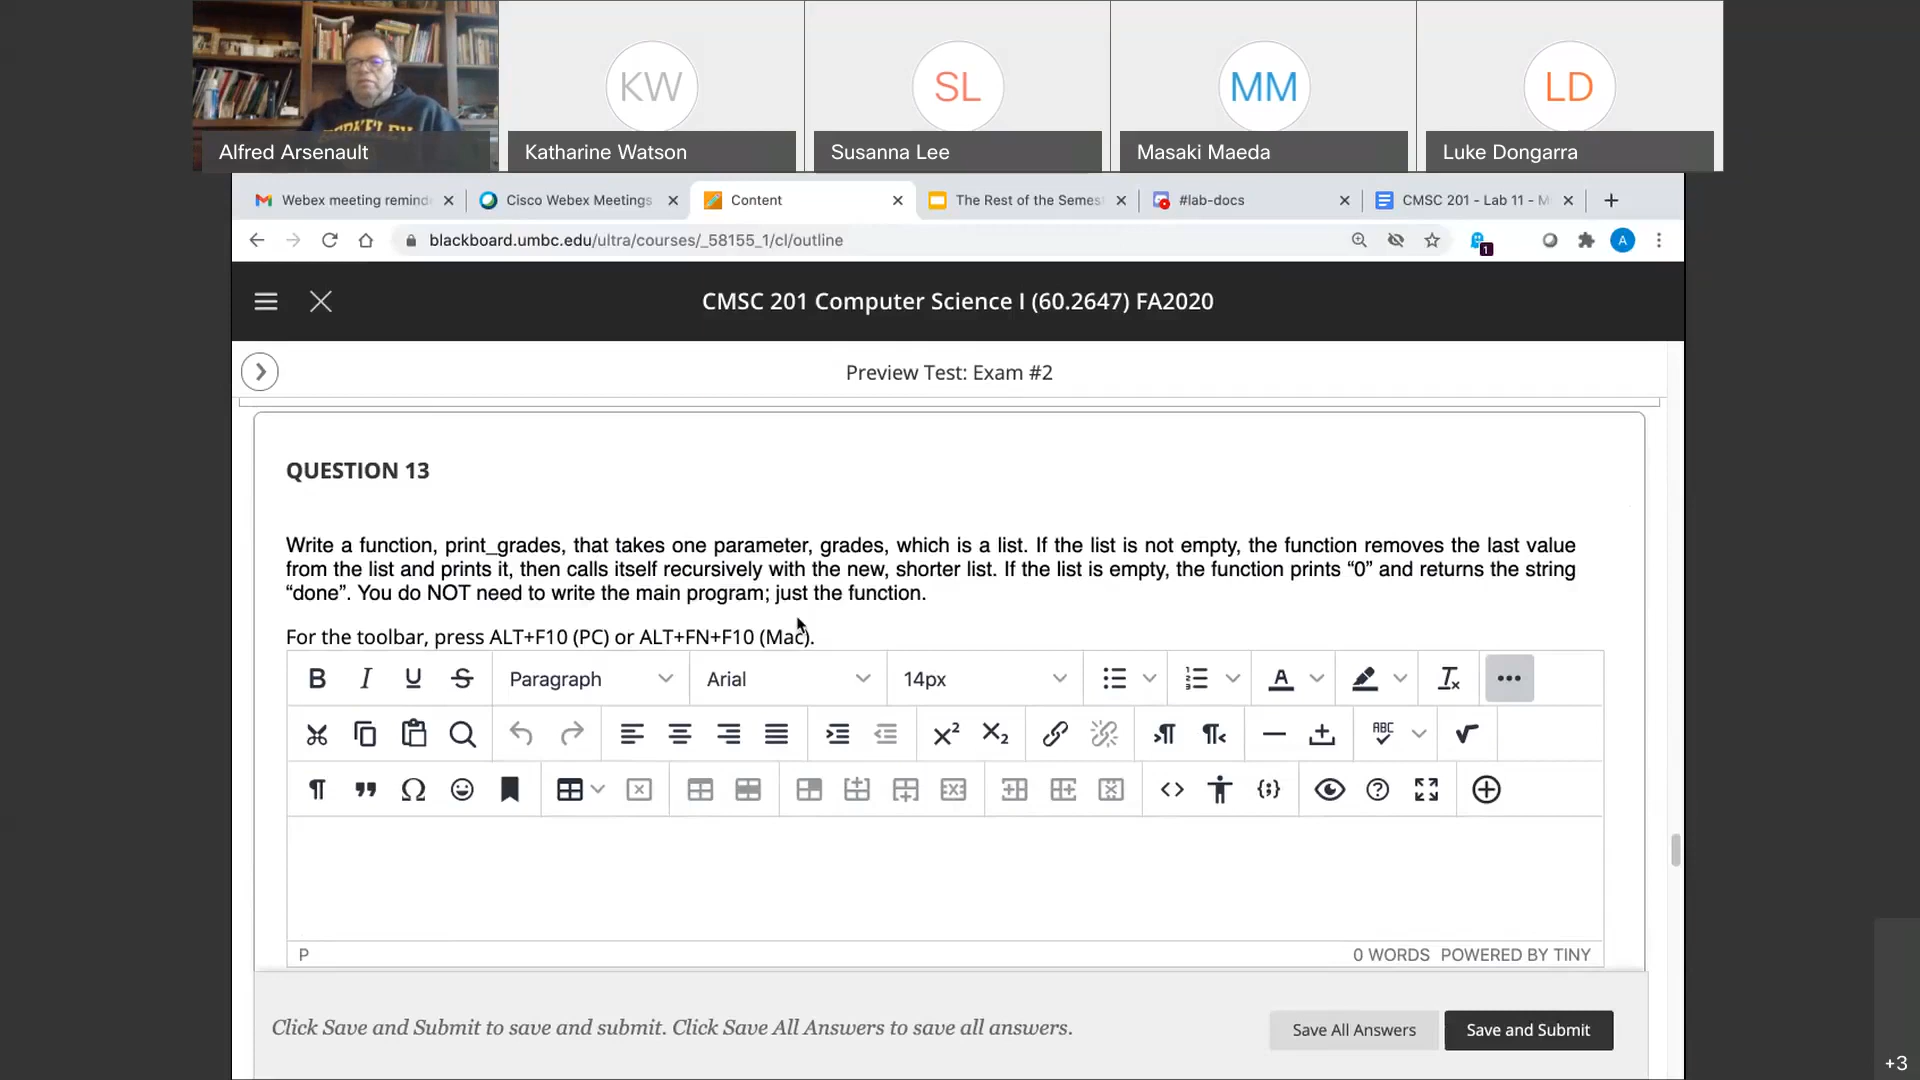 KW
SL
MM
LD
Alfred Arsenault
Katharine Watson
Susanna Lee
Masaki Maeda
Luke Dongarra
Webex meeting remind
Cisco Webex Meetings
Content
The Rest of the Semest
#lab-docs
CMSC 201 - Lab 11 - M
blackboard.umbc.edu/ultra/courses/_58155_1/cl/outline
1
A
CMSC 201 Computer Science I (60.2647) FA2020
Preview Test: Exam #2
QUESTION 13
Write a function, print_grades, that takes one parameter, grades, which is a list. If the list is not empty, the function removes the last value
from the list and prints it, then calls itself recursively with the new, shorter list. If the list is empty, the function prints “0” and returns the string
“done”. You do NOT need to write the main program; just the function.
For the toolbar, press ALT+F10 (PC) or ALT+FN+F10 (Mac).
Paragraph
Arial
14px
P
0 WORDS POWERED BY TINY
Click Save and Submit to save and submit. Click Save All Answers to save all answers.
Save All Answers
Save and Submit
+3